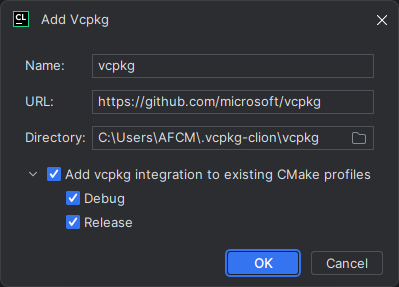 CL
Add Vcpkg
Name: vcpkg
URL: https://github.com/microsoft/vcpkg
Directory: C:\Users\AFCM\.vcpkg-clion\vcpkg
Add vcpkg integration to existing CMake profiles
Debug
Release
OK Cancel